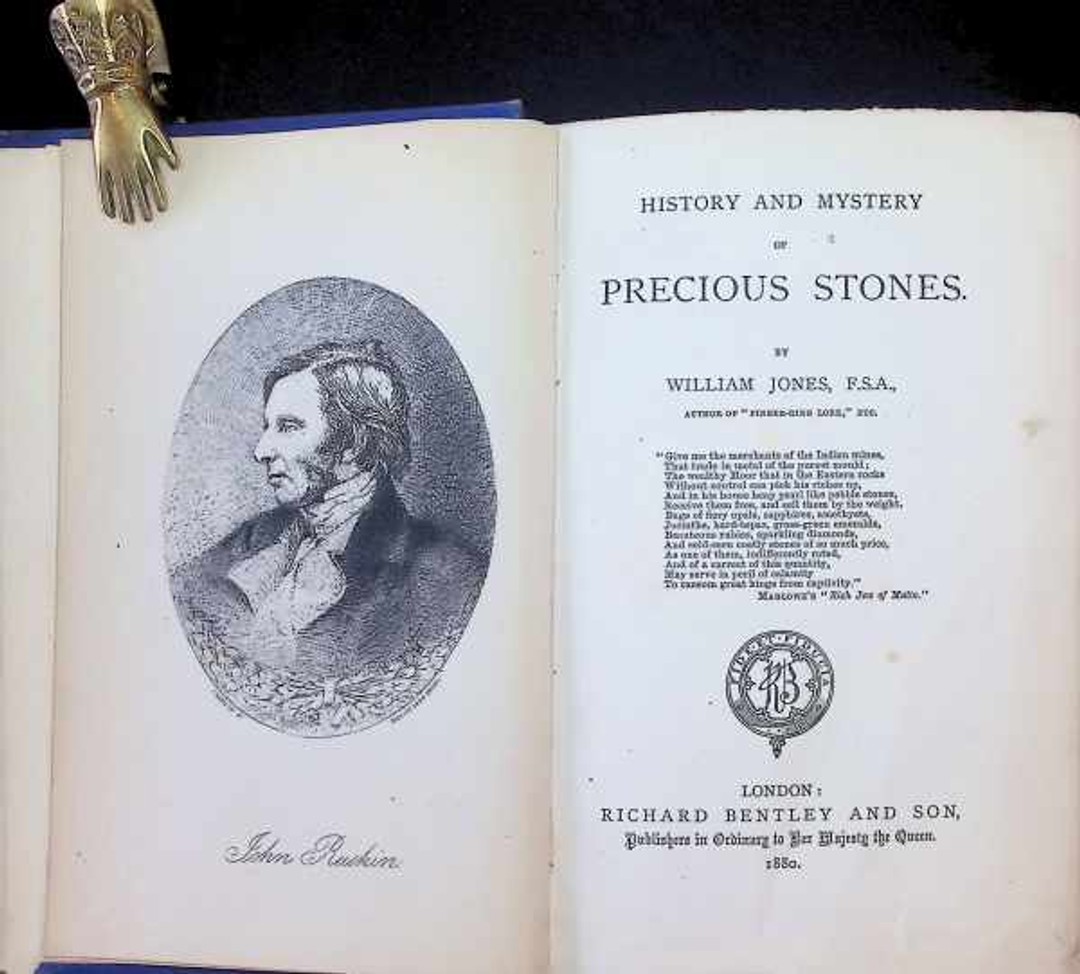 John Ruskin.
HISTORY AND MYSTERY
OF
PRECIOUS STONES.
BY
WILLIAM JONES, F.S.A.,
AUTHOR OF "FINGER-RING LORE," ETC.
"Give me the merchants of the Indian mines,
That trade in metal of the purest mould;
The wealthy Moor that in the Eastern rocks
Without control can pick his riches up,
And in his house heap pearl like pebble stones,
Receive them free, and sell them by the weight,
Bags of fiery opals, sapphires, amethysts,
Jacinths, hard topaz, grass-green emeralds,
Beauteous rubies, sparkling diamonds,
And seld-seen costly stones of so much price,
As one of them, indifferently rated,
And of a carrect of this quantity,
May serve in peril of calamity
To ransom great kings from captivity."
MARLOWE'S "Rich Jew of Malta."
FIDCET·FIDUCIA
RB
LONDON:
RICHARD BENTLEY AND SON,
Publishers in Ordinary to Her Majesty the Queen.
1880.